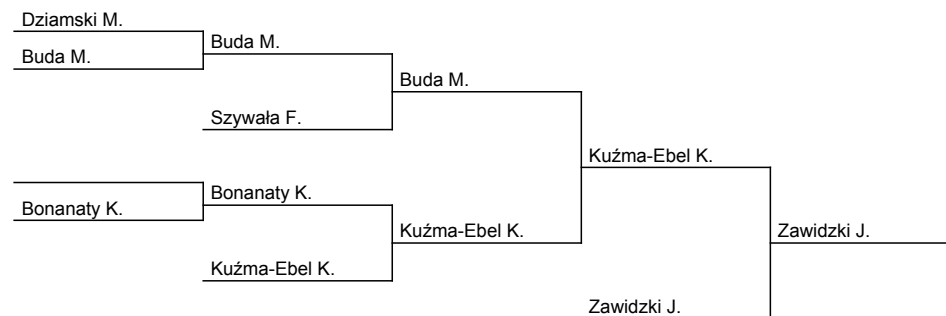 Dziamski M.
Buda M.
Buda M.
Buda M.
Szywała F.
Kuźma-Ebel K.
Bonanaty K.
Bonanaty K.
Kuźma-Ebel K.
Zawidzki J.
Kuźma-Ebel K.
Zawidzki J.